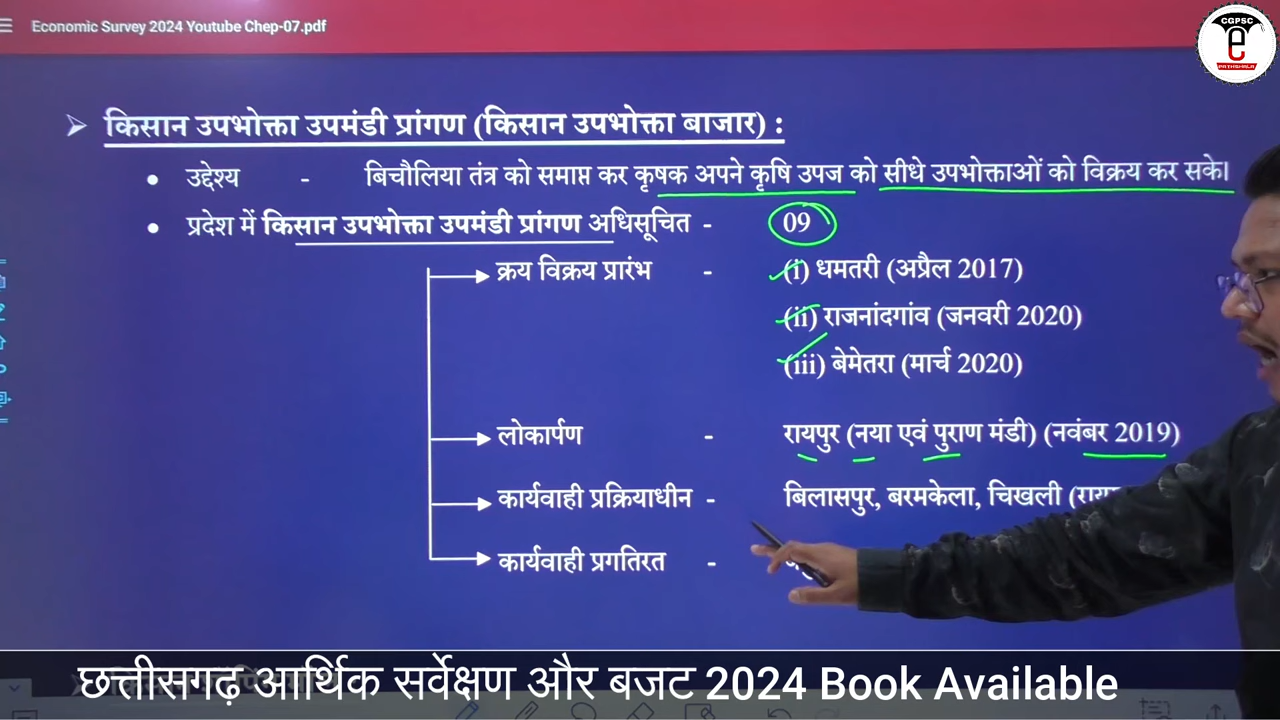 Economic Survey 2024 Youtube Chep-07.pdf
CGPSC
e
PATHSHALA
➢ किसान उपभोक्ता उपमंडी प्रांगण (किसान उपभोक्ता बाजार) :
• उद्देश्य - बिचौलिया तंत्र को समाप्त कर कृषक अपने कृषि उपज को सीधे उपभोक्ताओं को विक्रय कर सके।
• प्रदेश में किसान उपभोक्ता उपमंडी प्रांगण अधिसूचित - 09
क्रय विक्रय प्रारंभ - (i) धमतरी (अप्रैल 2017)
(ii) राजनांदगांव (जनवरी 2020)
(iii) बेमेतरा (मार्च 2020)
लोकार्पण - रायपुर (नया एवं पुराण मंडी) (नवंबर 2019)
कार्यवाही प्रक्रियाधीन - बिलासपुर, बरमकेला, चिखली
कार्यवाही प्रगतिरत -
छत्तीसगढ़ आर्थिक सर्वेक्षण और बजट 2024 Book Available